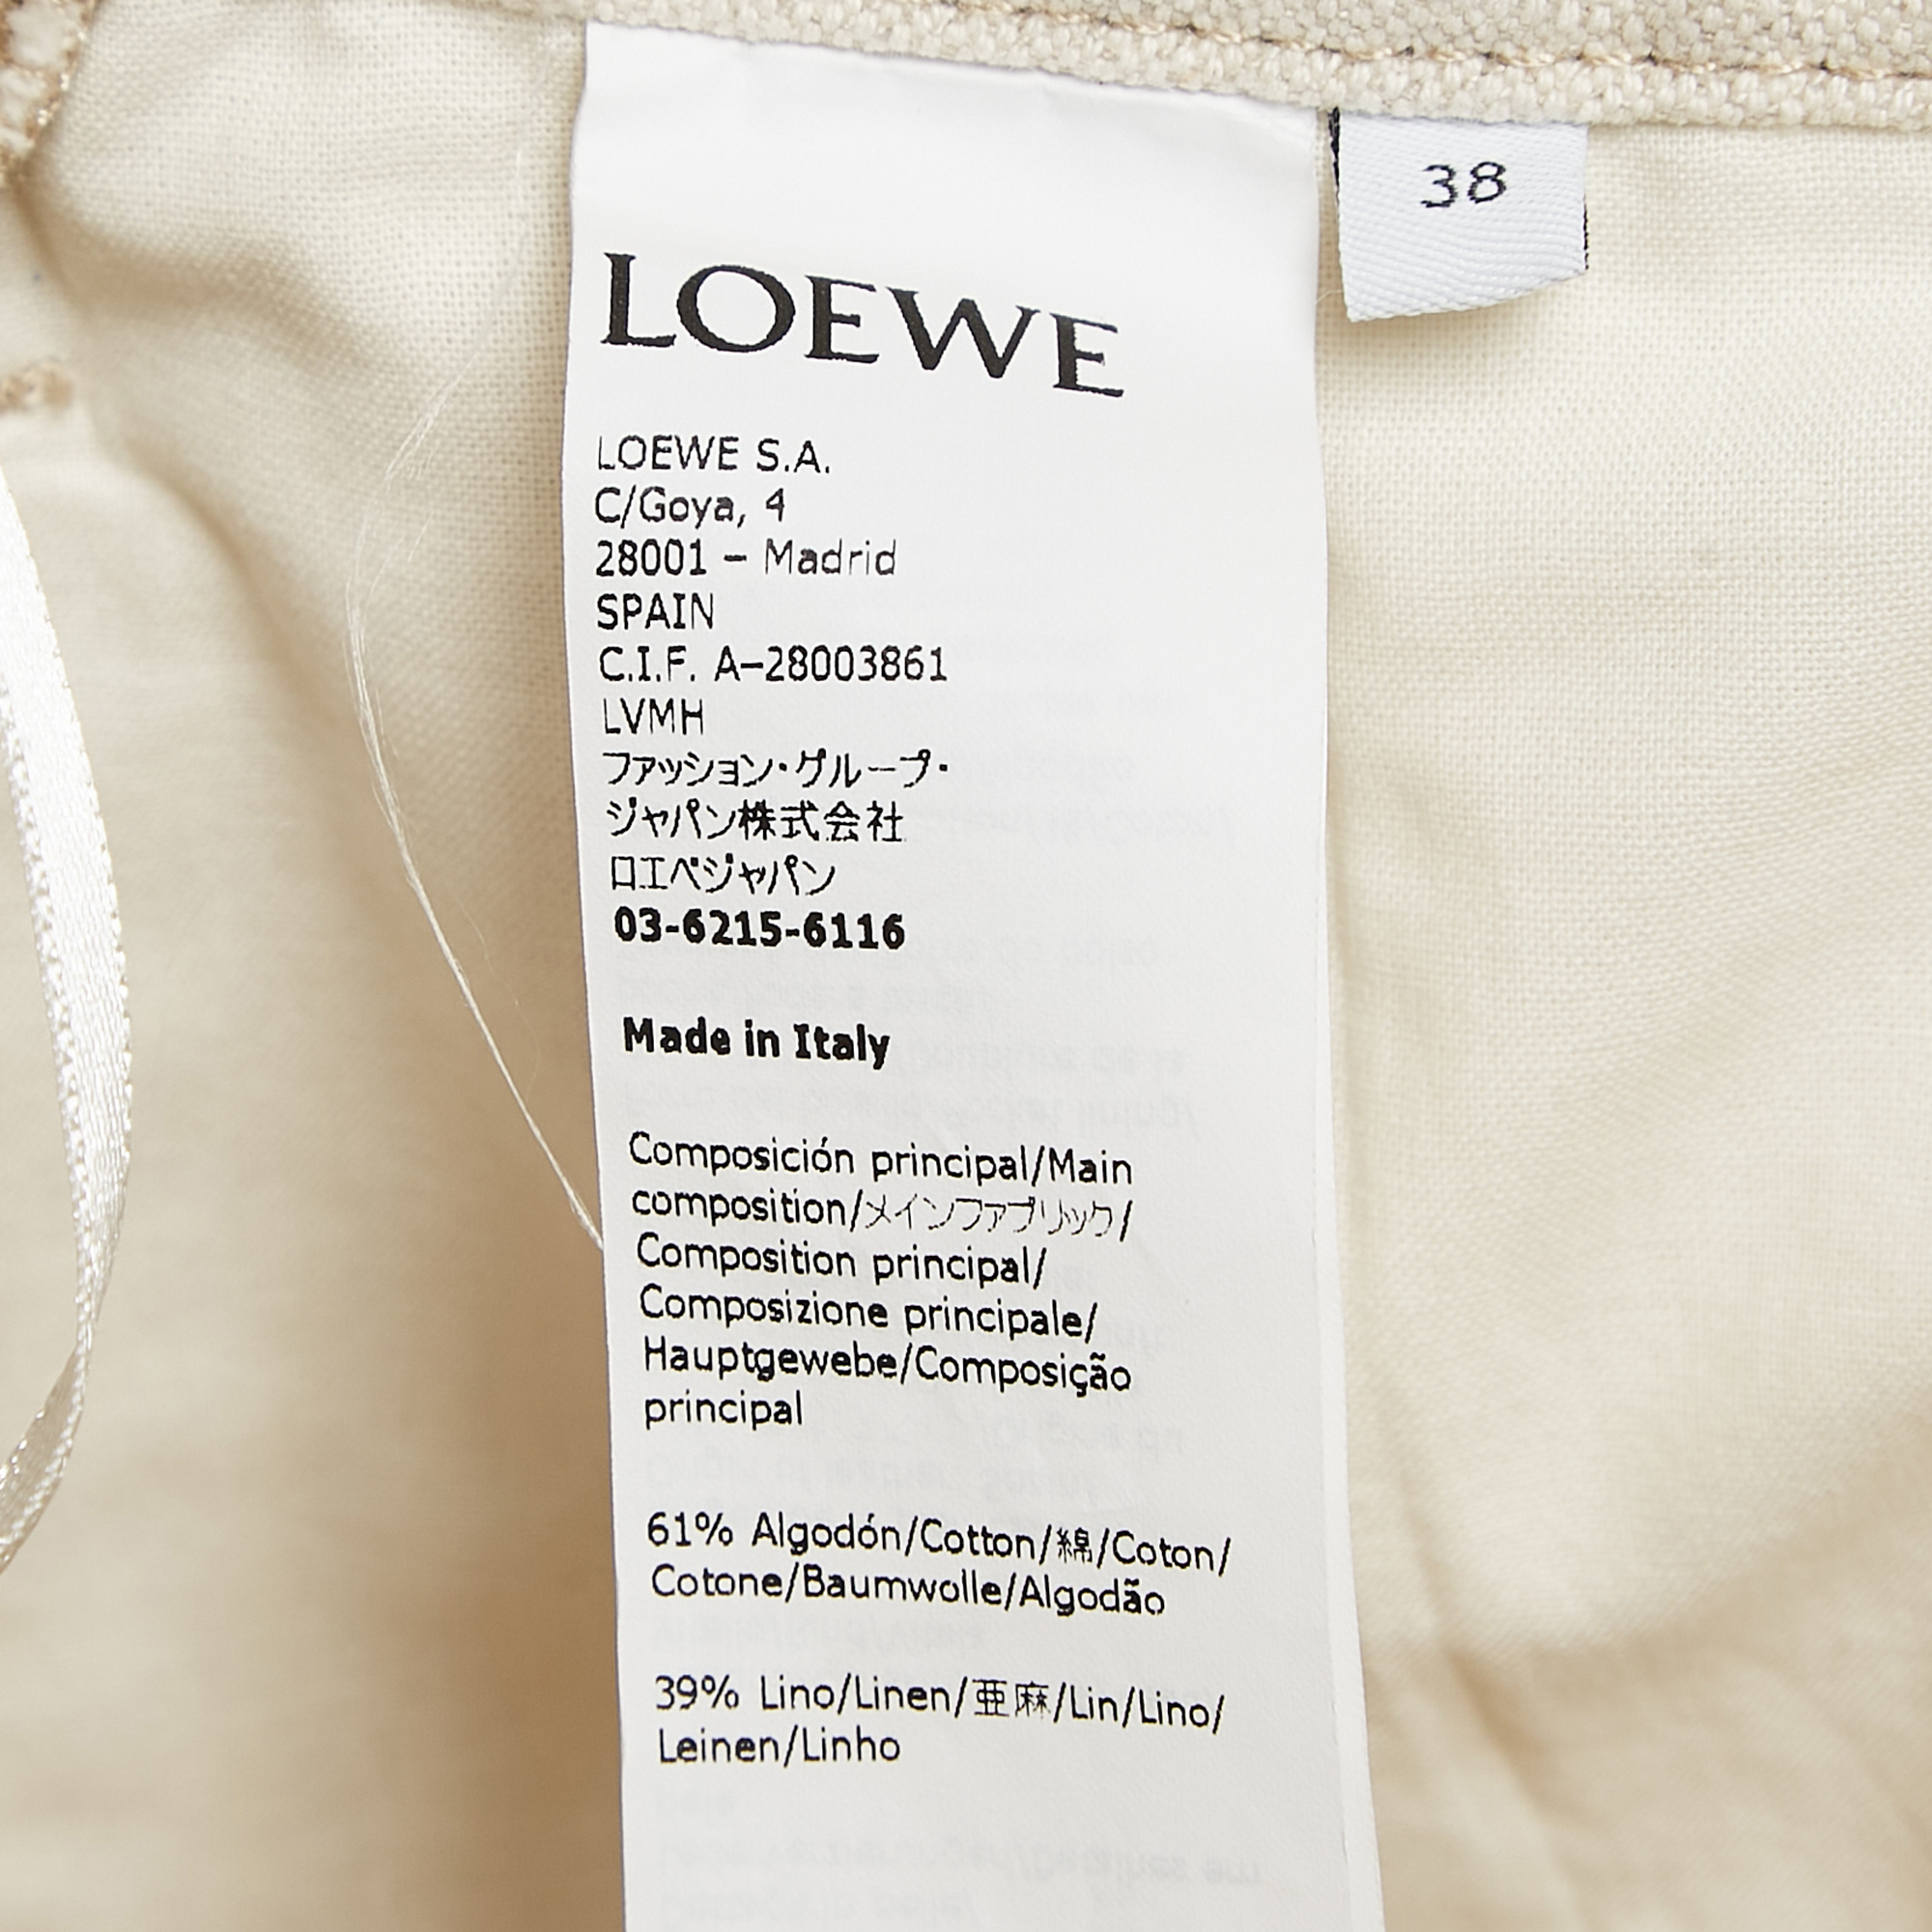 38
LOEWE
LOEWE S.A.
C/Goya, 4
28001 – Madrid
SPAIN
C.I.F. A–28003861
LVMH
ファッション・グループ・
ジャパン株式会社
ロエベジャパン
03-6215-6116
Made in Italy
Composición principal/Main
composition/メインファブリック/
Composition principal/
Composizione principale/
Hauptgewebe/Composição
principal
61% Algodón/Cotton/綿/Coton/
Cotone/Baumwolle/Algodão
39% Lino/Linen/亜麻/Lin/Lino/
Leinen/Linho